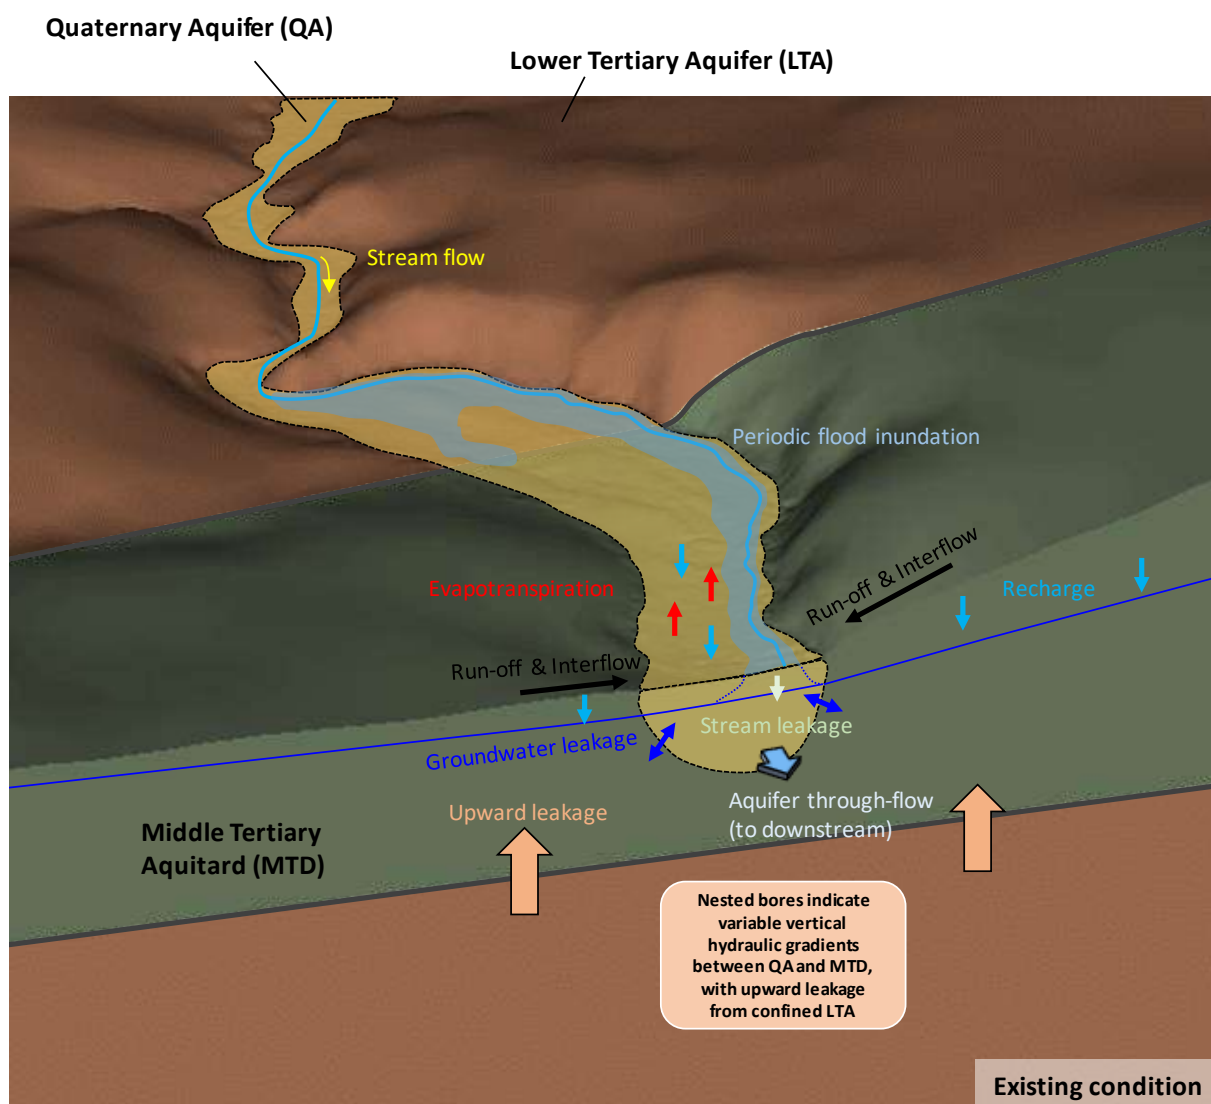 Quaternary Aquifer (QA)
Lower Tertiary Aquifer (LTA)
Stream flow
Periodic flood inundation
Evapotranspiration
Run-off & Interflow
Recharge
Run-off & Interflow
Stream leakage
Groundwater leakage
Upward leakage
Aquifer through-flow
(to downstream)
Middle Tertiary
Aquitard (MTD)
Nested bores indicate
variable vertical
hydraulic gradients
between QA and MTD,
with upward leakage
from confined LTA
Existing condition